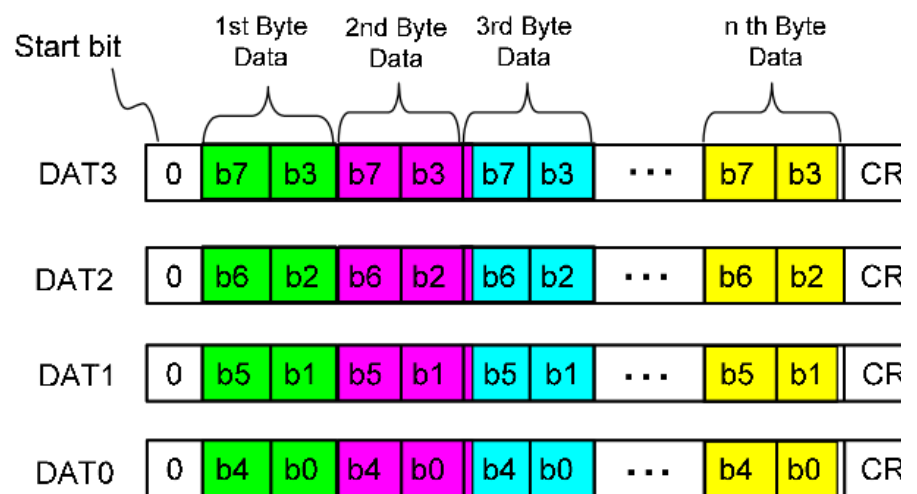 Start bit
1st Byte
Data
2nd Byte
Data
3rd Byte
Data
n th Byte
Data
DAT3 0 b7 b3 b7 b3 b7 b3 ... b7 b3 CR
DAT2 0 b6 b2 b6 b2 b6 b2 ... b6 b2 CR
DAT1 0 b5 b1 b5 b1 b5 b1 ... b5 b1 CR
DAT0 0 b4 b0 b4 b0 b4 b0 ... b4 b0 CR